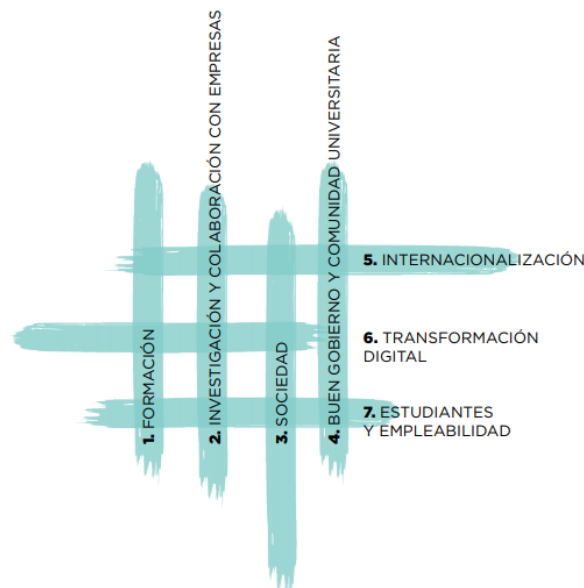 1. FORMACIÓN
2. INVESTIGACIÓN Y COLABORACIÓN CON EMPRESAS
3. SOCIEDAD
4. BUEN GOBIERNO Y COMUNIDAD UNIVERSITARIA
5. INTERNACIONALIZACIÓN
6. TRANSFORMACIÓN
DIGITAL
7. ESTUDIANTES
Y EMPLEABILIDAD